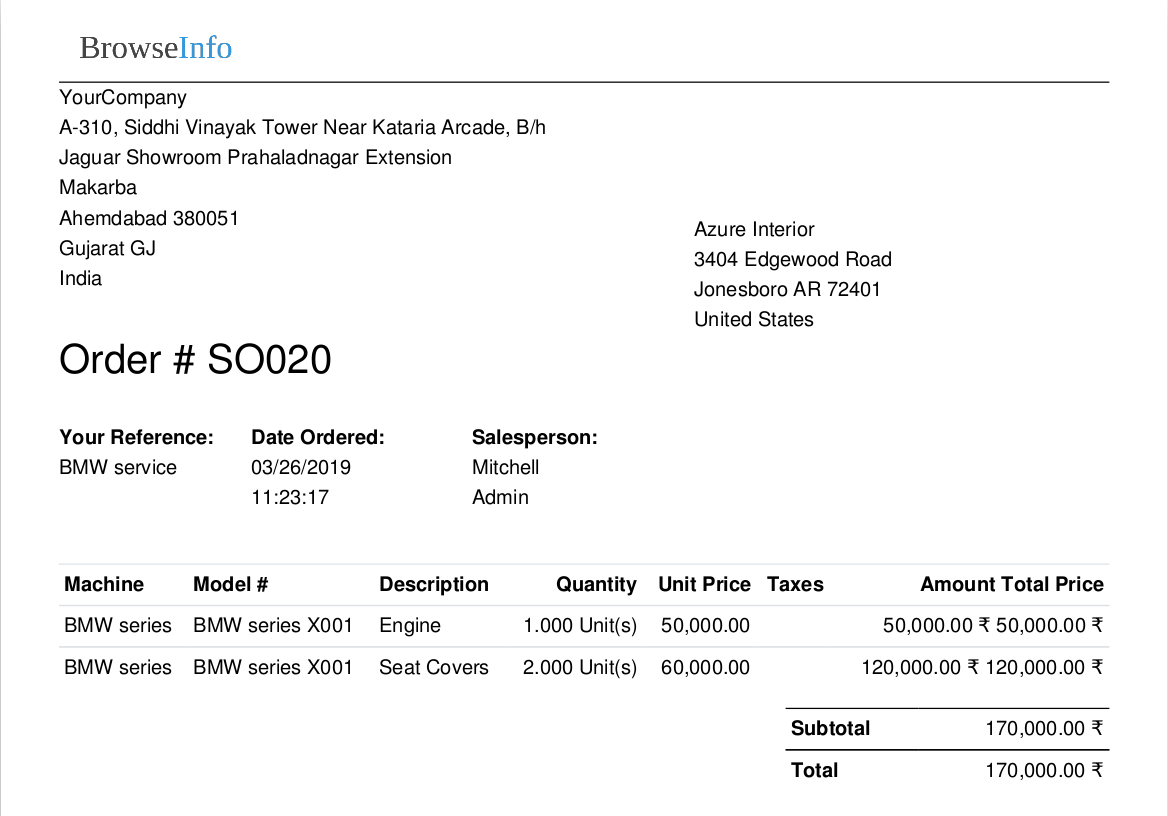 BrowseInfo
YourCompany
A-310, Siddhi Vinayak Tower Near Kataria Arcade, B/h
Jaguar Showroom Prahaladnagar Extension
Makarba
Ahemdabad 380051
Gujarat GJ
India
Azure Interior
3404 Edgewood Road
Jonesboro AR 72401
United States
Order # SO020
Your Reference: Date Ordered: Salesperson:
BMW service 03/26/2019 Mitchell
11:23:17 Admin
Machine Model # Description Quantity Unit Price Taxes Amount Total Price
BMW series BMW series X001 Engine 1.000 Unit(s) 50,000.00 50,000.00 ₹ 50,000.00 ₹
BMW series BMW series X001 Seat Covers 2.000 Unit(s) 60,000.00 120,000.00 ₹ 120,000.00 ₹
Subtotal 170,000.00 ₹
Total 170,000.00 ₹